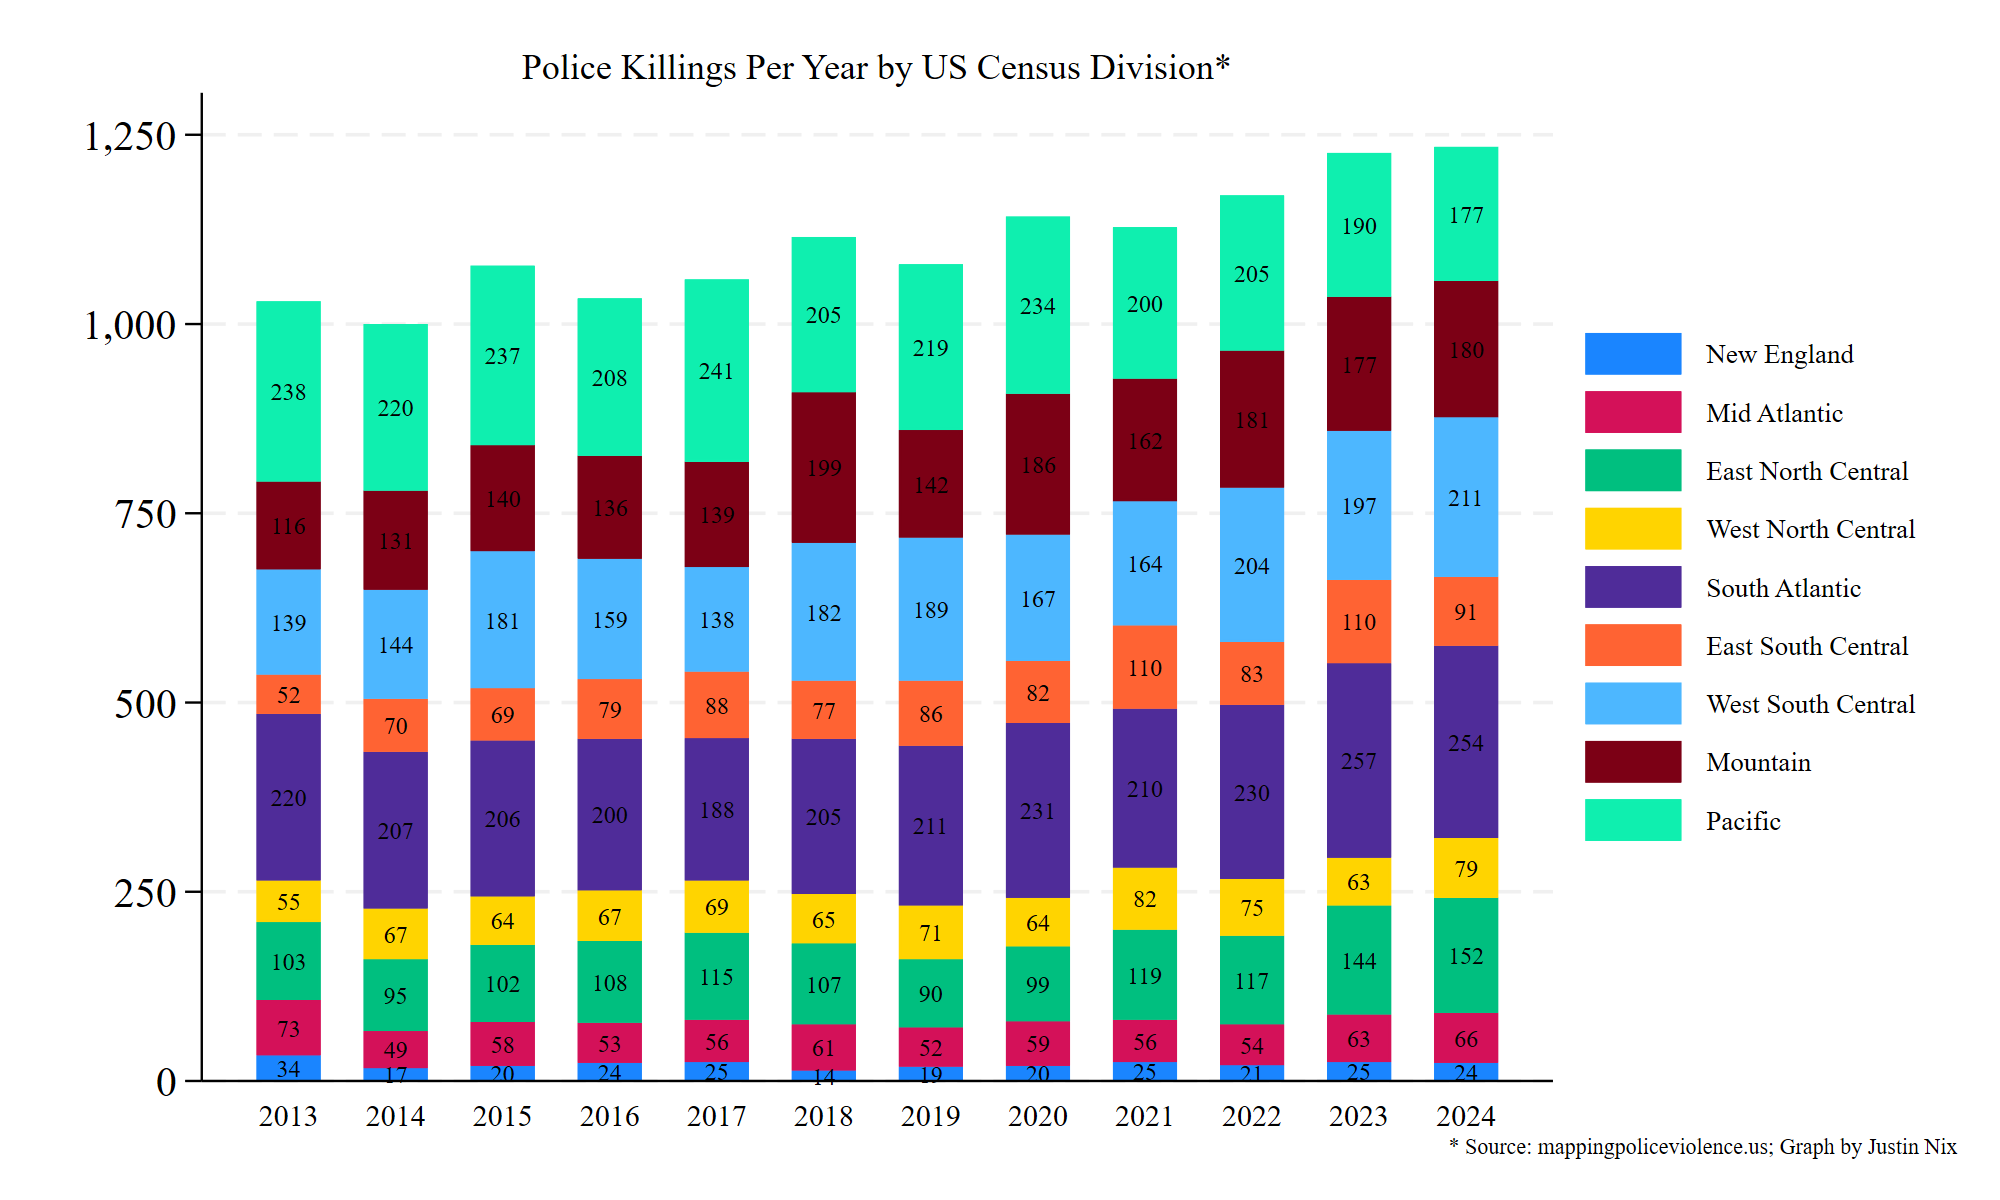 Police Killings Per Year by US Census Division*
1,250
1,000
750
500
250
0
238 220 237 208 241 205 219 234 200 205 190 177
116 131 140 136 139 199 142 186 162 181 177 180
139 144 181 159 138 182 189 167 164 204 197 211
52 70 69 79 88 77 86 82 110 83 110 91
220 207 206 200 188 205 211 231 210 230 257 254
55 67 64 67 69 65 71 64 82 75 63 79
103 95 102 108 115 107 90 99 119 117 144 152
73 49 58 53 56 61 52 59 56 54 63 66
34 17 20 24 25 14 19 20 25 21 25 24
2013 2014 2015 2016 2017 2018 2019 2020 2021 2022 2023 2024
New England
Mid Atlantic
East North Central
West North Central
South Atlantic
East South Central
West South Central
Mountain
Pacific
* Source: mappingpoliceviolence.us; Graph by Justin Nix